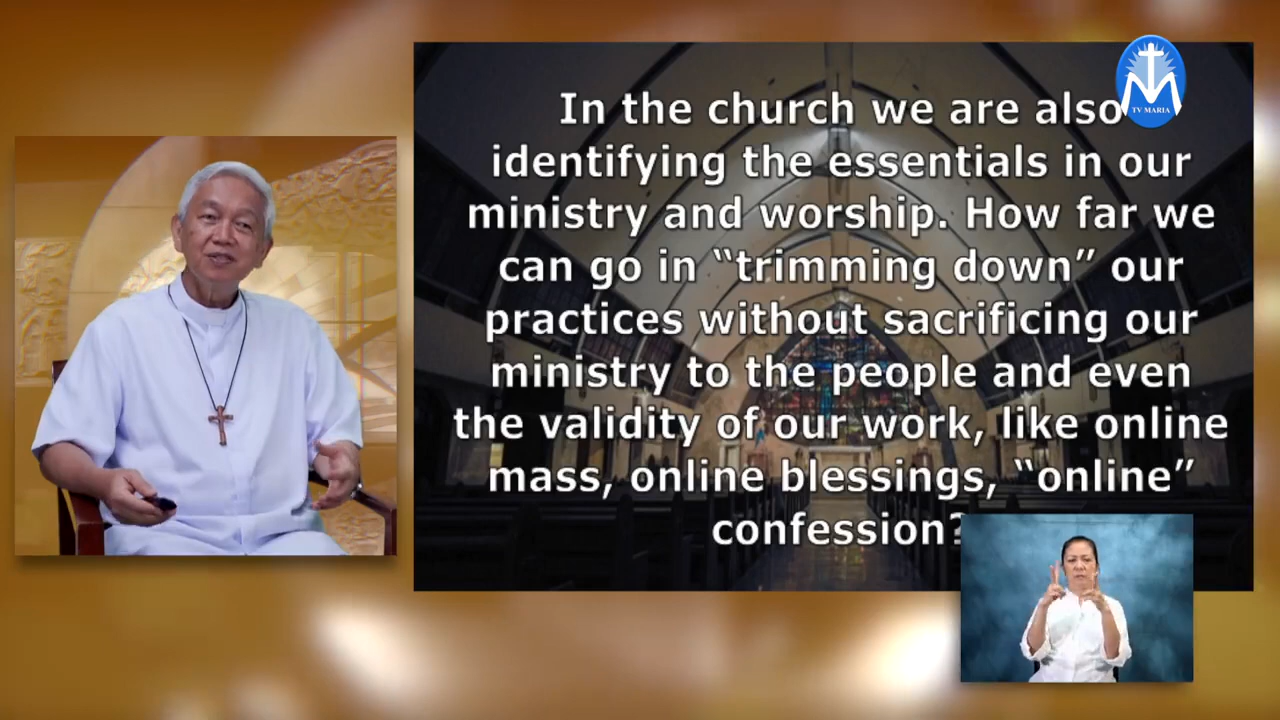 In the church we are also
identifying the essentials in our
ministry and worship. How far we
can go in “trimming down” our
practices without sacrificing our
ministry to the people and even
the validity of our work, like online
mass, online blessings, “online”
confession?
TV MARIA